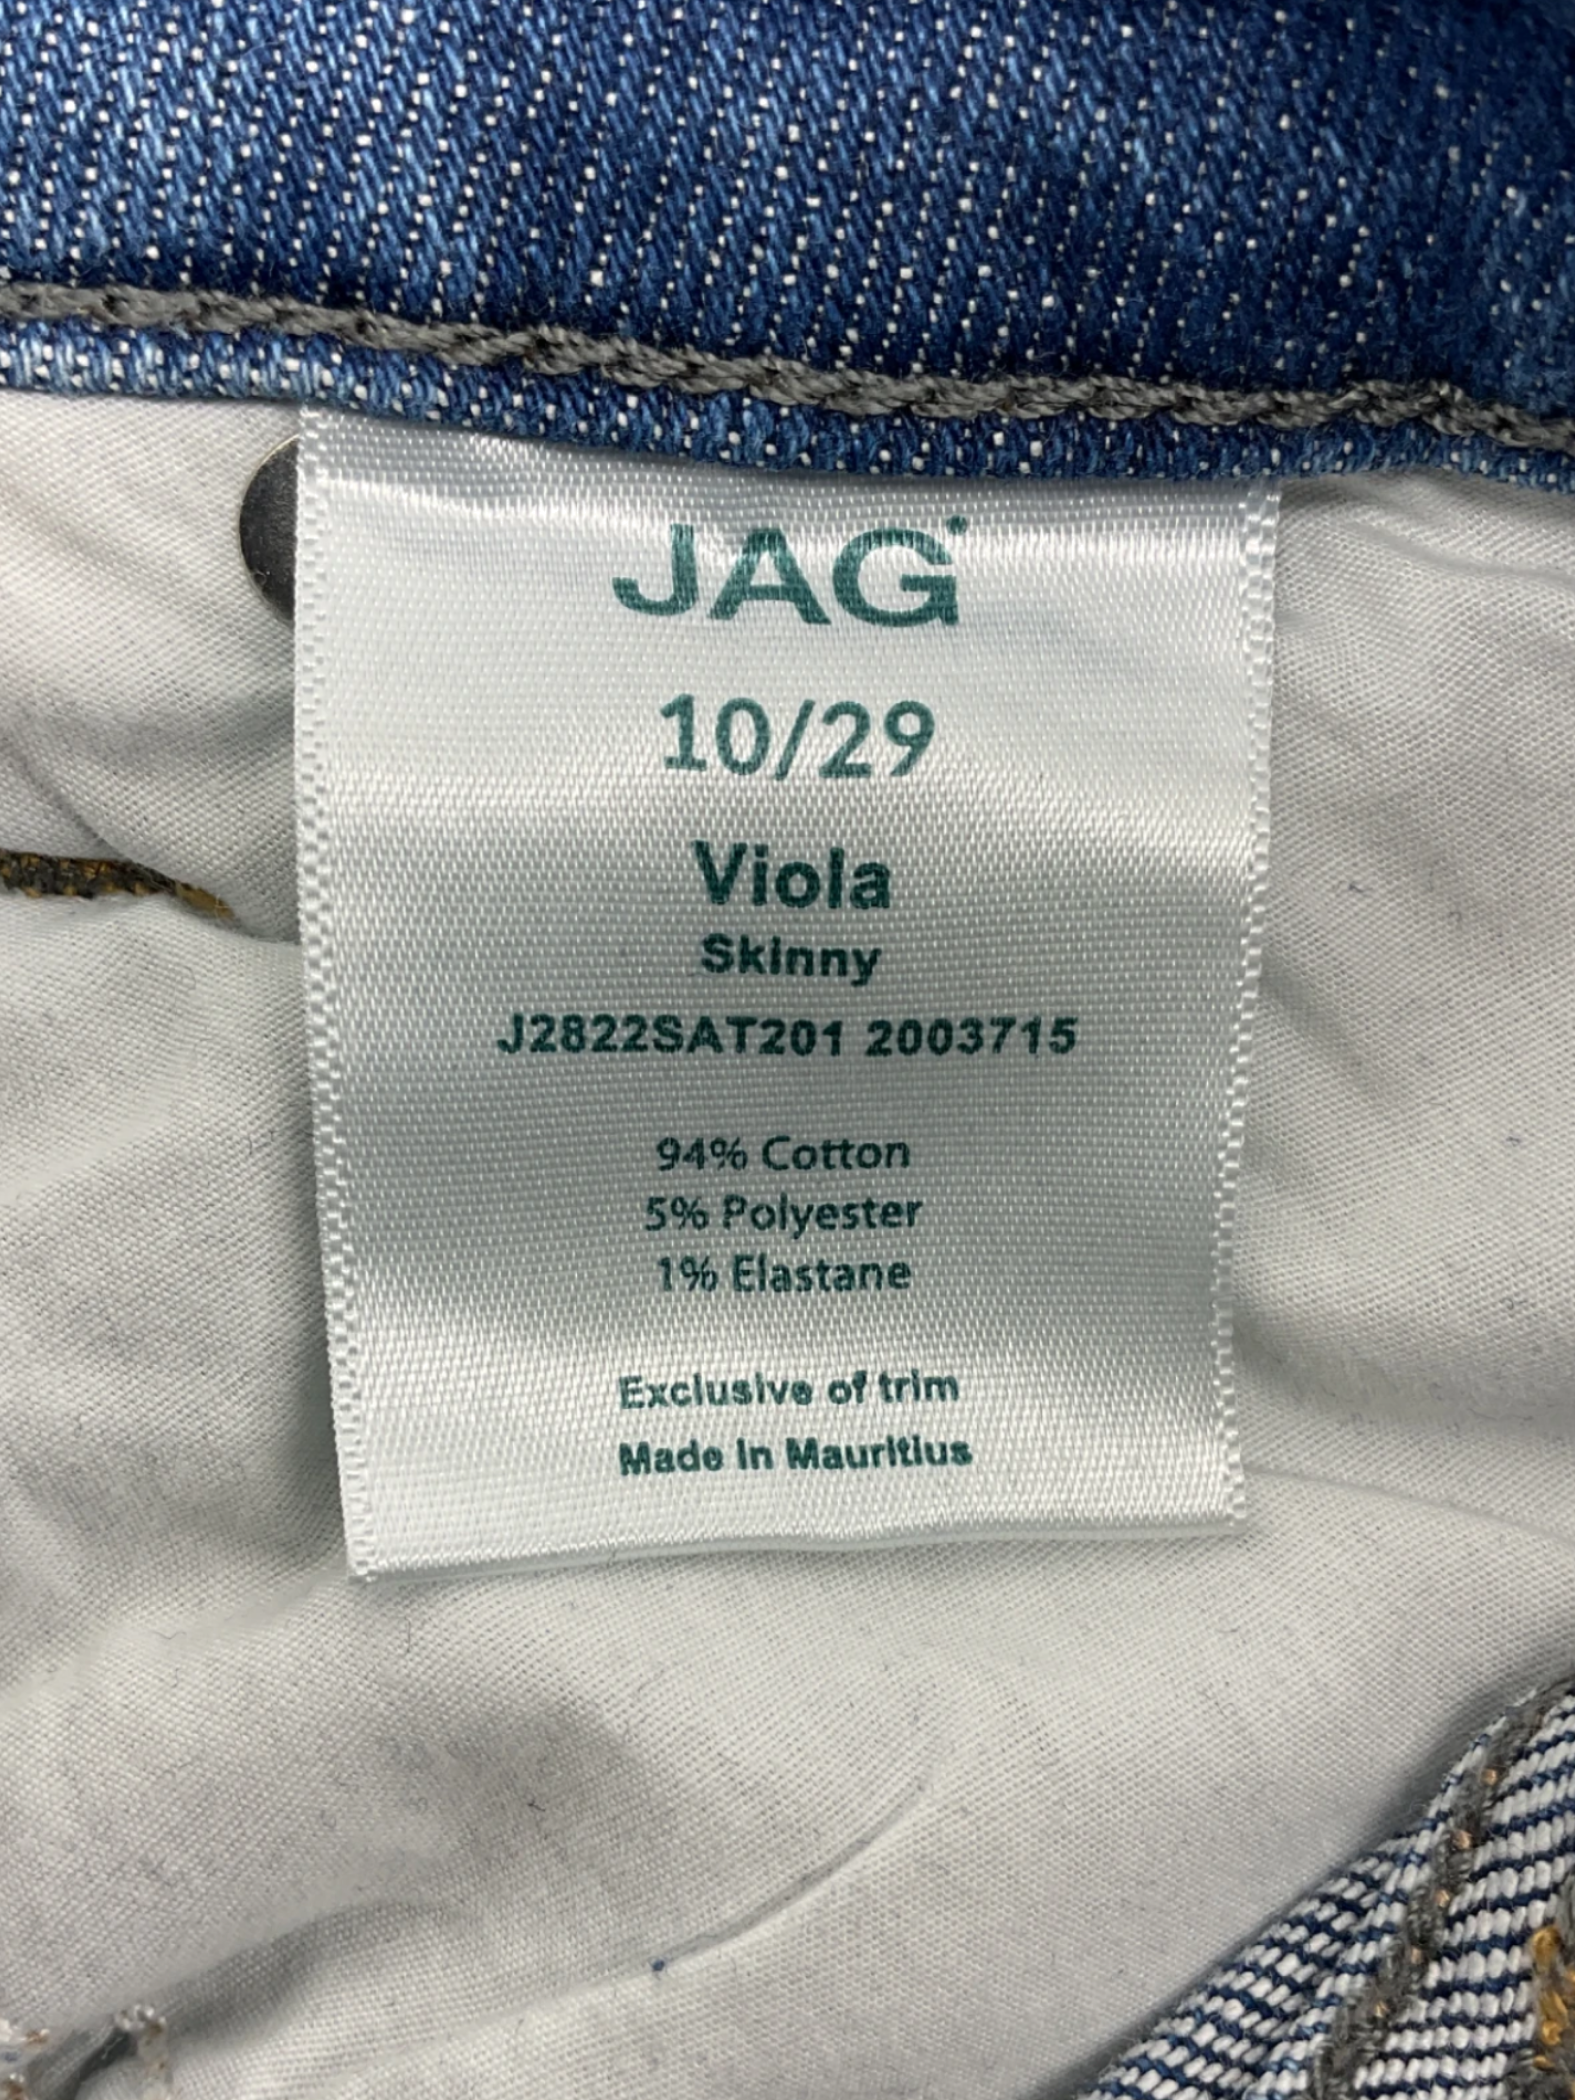 JAG
10/29
Viola
Skinny
J2822SAT201 2003715
94% Cotton
5% Polyester
1% Elastane
Exclusive of trim
Made in Mauritius